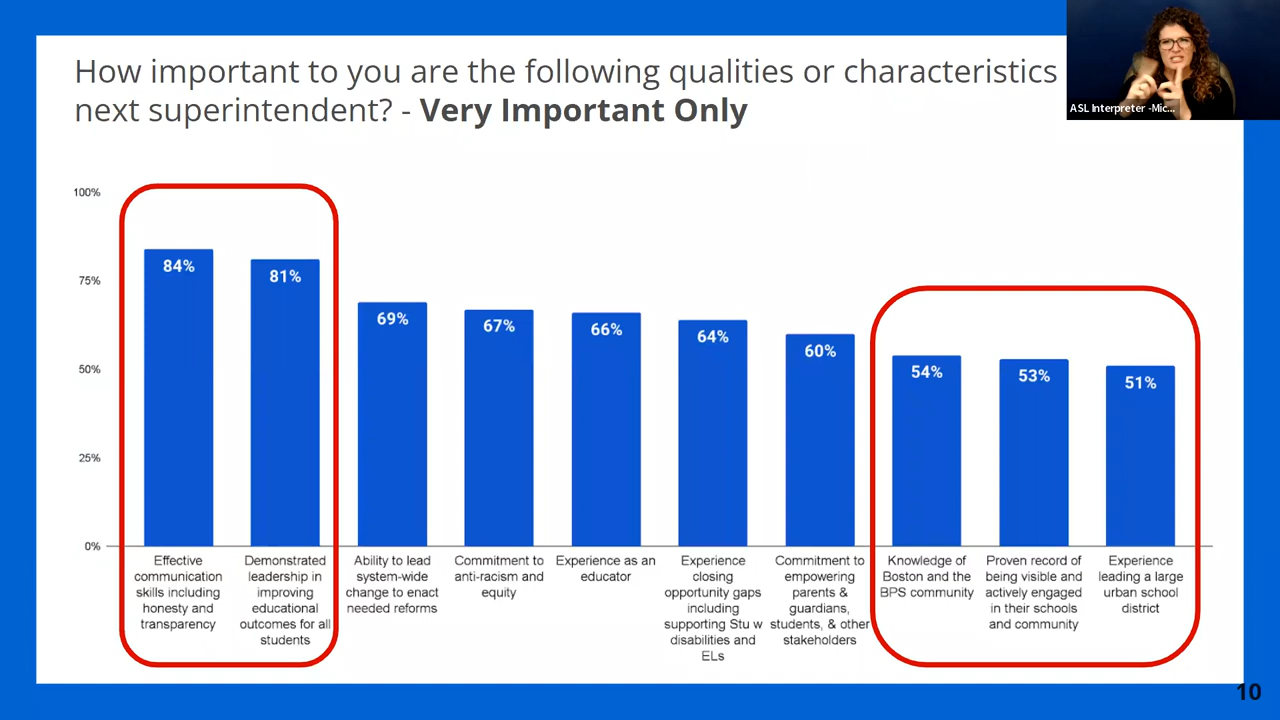 How important to you are the following qualities or characteristics
next superintendent? - Very Important Only
ASL Interpreter -Mic...
100%
75%
50%
25%
0%
84%
81%
69%
67%
66%
64%
60%
54%
53%
51%
Effective
communication
skills including
honesty and
transparency
Demonstrated
leadership in
improving
educational
outcomes for all
students
Ability to lead
system-wide
change to enact
needed reforms
Commitment to
anti-racism and
equity
Experience as an
educator
Experience
closing
opportunity gaps
including
supporting Stu w
disabilities and
ELs
Commitment to
empowering
parents &
guardians,
students, & other
stakeholders
Knowledge of
Boston and the
BPS community
Proven record of
being visible and
actively engaged
in their schools
and community
Experience
leading a large
urban school
district
10